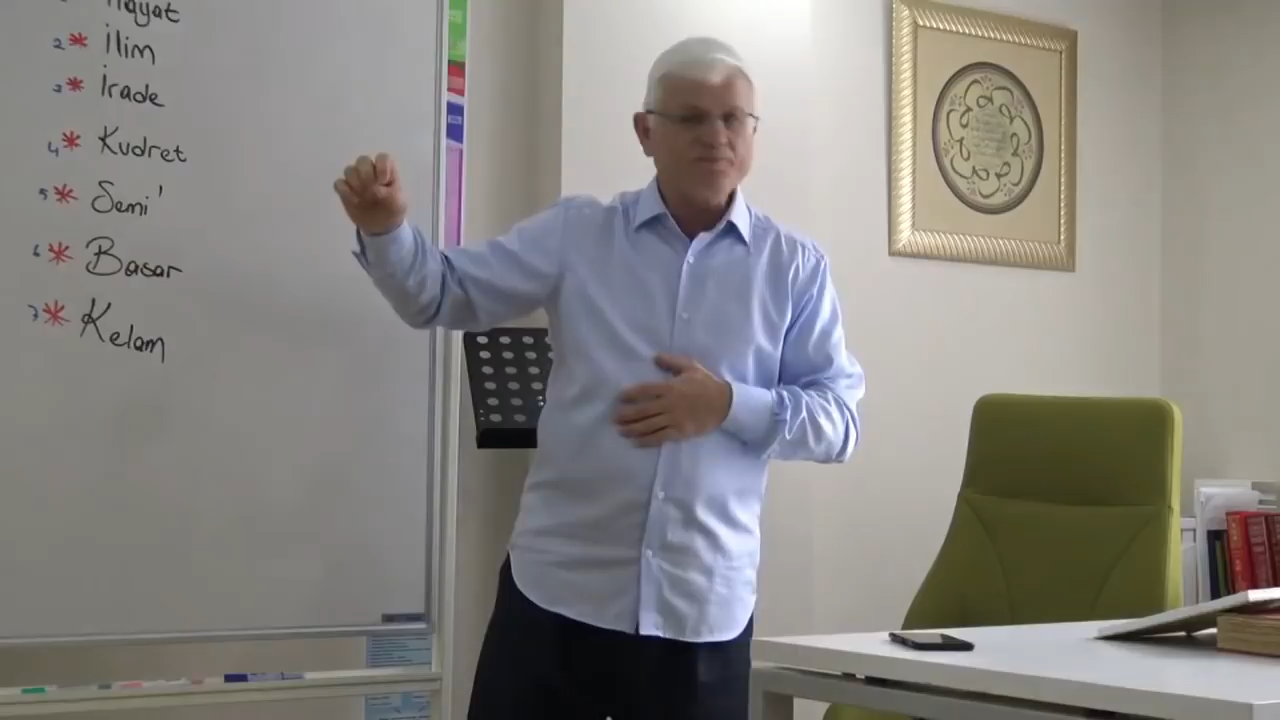 Hayat
2 * İlim
3 * İrade
4 * Kudret
5 * Semi'
6 * Basar
7 * Kelam